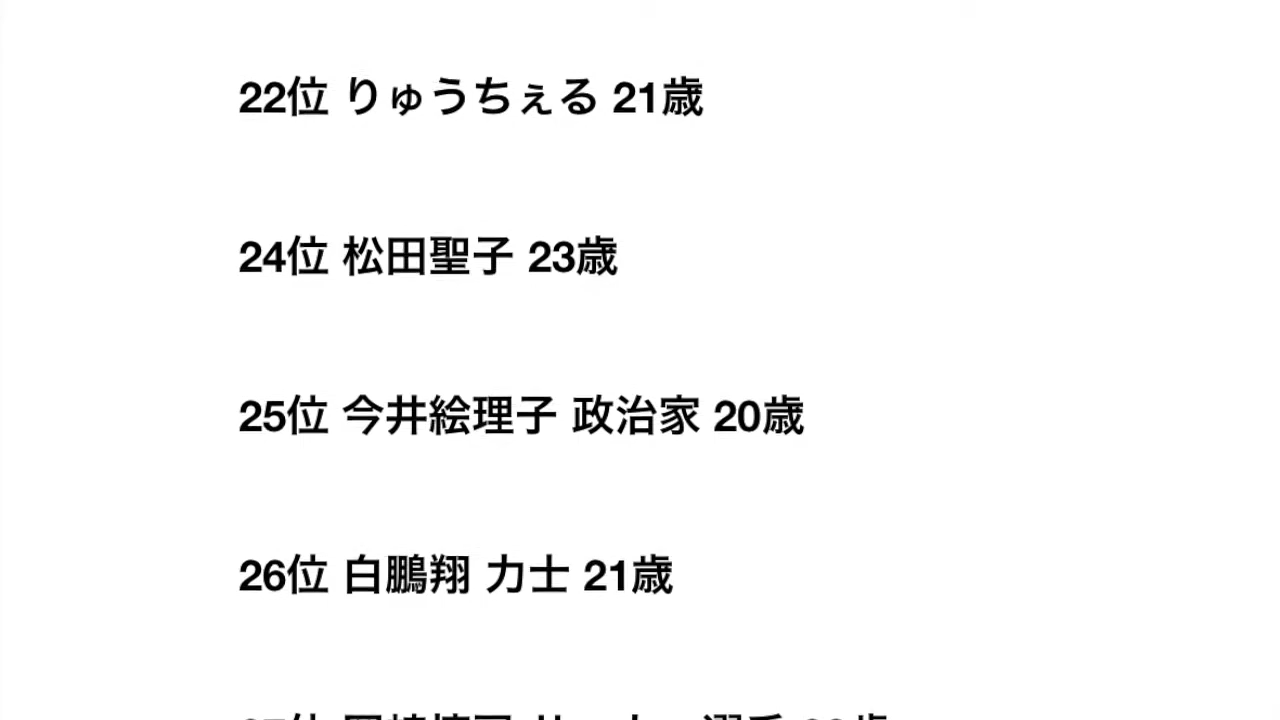 22位 りゅうちぇる 21歳
24位 松田聖子 23歳
25位 今井絵理子 政治家 20歳
26位 白鵬翔 力士 21歳